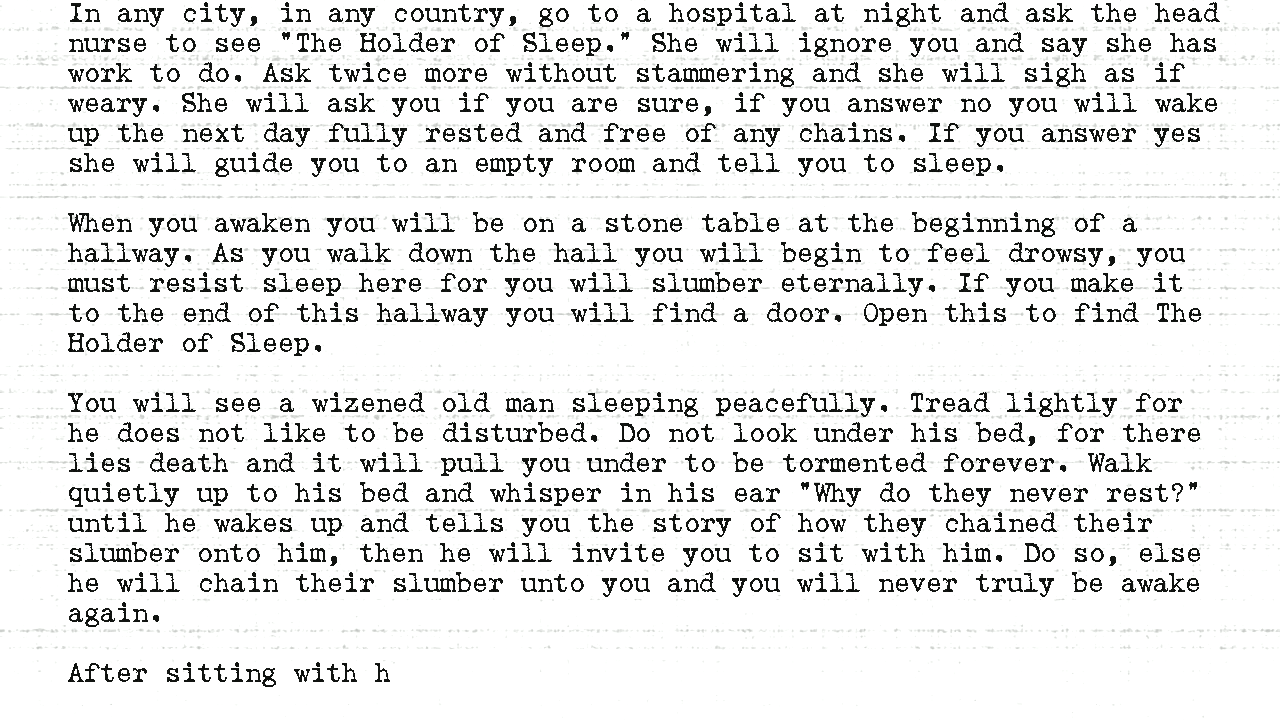 In any city, in any country, go to a hospital at night and ask the head
nurse to see "The Holder of Sleep." She will ignore you and say she has
work to do. Ask twice more without stammering and she will sigh as if
weary. She will ask you if you are sure, if you answer no you will wake
up the next day fully rested and free of any chains. If you answer yes
she will guide you to an empty room and tell you to sleep.

When you awaken you will be on a stone table at the beginning of a
hallway. As you walk down the hall you will begin to feel drowsy, you
must resist sleep here for you will slumber eternally. If you make it
to the end of this hallway you will find a door. Open this to find The
Holder of Sleep.

You will see a wizened old man sleeping peacefully. Tread lightly for
he does not like to be disturbed. Do not look under his bed, for there
lies death and it will pull you under to be tormented forever. Walk
quietly up to his bed and whisper in his ear "Why do they never rest?"
until he wakes up and tells you the story of how they chained their
slumber onto him, then he will invite you to sit with him. Do so, else
he will chain their slumber unto you and you will never truly be awake
again.

After sitting with h